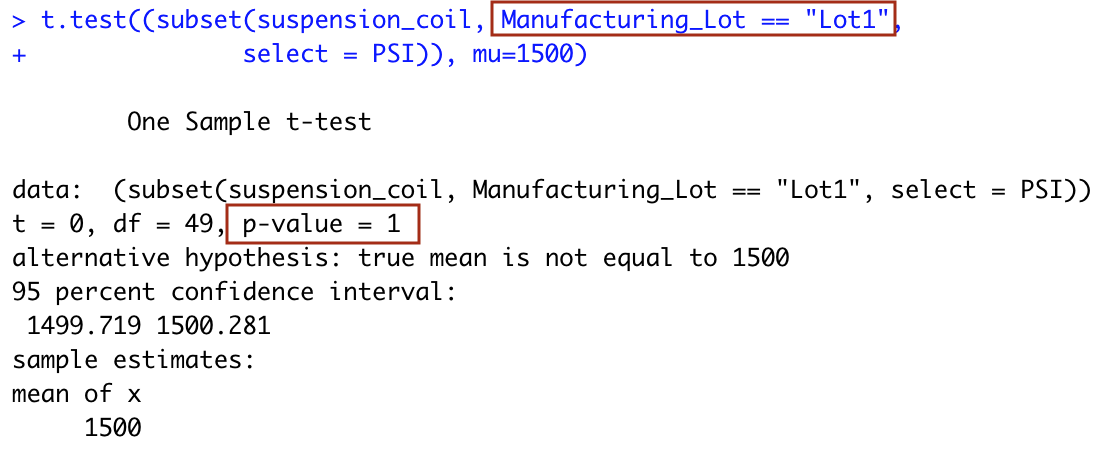 > t.test((subset(suspension_coil, Manufacturing_Lot == "Lot1",
+               select = PSI)), mu=1500)
One Sample t-test
data:  (subset(suspension_coil, Manufacturing_Lot == "Lot1", select = PSI))
t = 0, df = 49, p-value = 1
alternative hypothesis: true mean is not equal to 1500
95 percent confidence interval:
1499.719 1500.281
sample estimates:
mean of x
1500